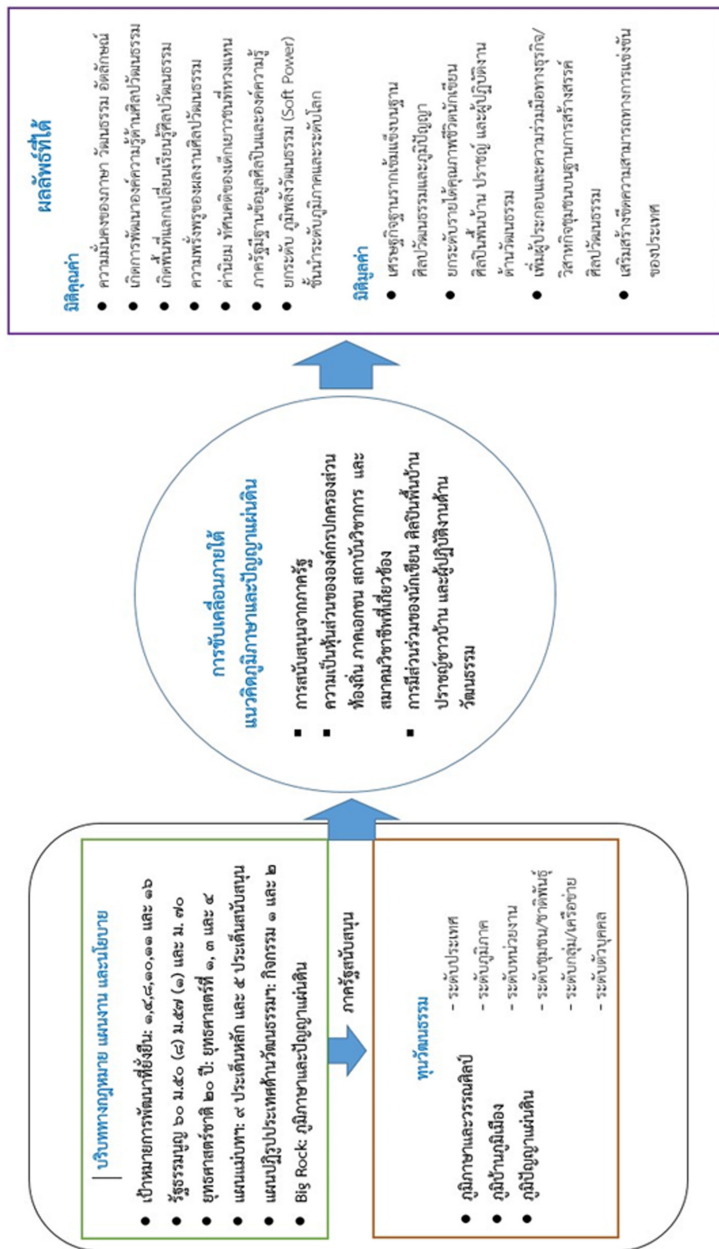 บริบททางกฎหมาย แผนงาน และนโยบาย
● เป้าหมายการพัฒนาที่ยั่งยืน: ๑,๔,๘,๑๐,๑๑ และ ๑๖
● รัฐธรรมนูญ ๖๐ ม.๕๐ (๘) ม.๕๗ (๑) และ ม. ๗๐
● ยุทธศาสตร์ชาติ ๒๐ ปี: ยุทธศาสตร์ที่ ๑, ๓ และ ๔
● แผนแม่บทฯ: ๙ ประเด็นหลัก และ ๕ ประเด็นสนับสนุน
● แผนปฏิรูปประเทศด้านวัฒนธรรมฯ: กิจกรรม ๑ และ ๒
● Big Rock: ภูมิภาษาและปัญญาแผ่นดิน
ภาครัฐสนับสนุน
ทุนวัฒนธรรม
● ภูมิภาษาและวรรณศิลป์
● ภูมิบ้านภูมิเมือง
● ภูมิปัญญาแผ่นดิน
- ระดับประเทศ
- ระดับภูมิภาค
- ระดับหน่วยงาน
- ระดับชุมชน/ชาติพันธุ์
- ระดับกลุ่ม/เครือข่าย
- ระดับตัวบุคคล
การขับเคลื่อนภายใต้
แนวคิดภูมิภาษาและปัญญาแผ่นดิน
■ การสนับสนุนจากภาครัฐ
■ ความเป็นหุ้นส่วนขององค์กรปกครองส่วน
ท้องถิ่น ภาคเอกชน สถาบันวิชาการ และ
สมาคมวิชาชีพที่เกี่ยวข้อง
■ การมีส่วนร่วมของนักเขียน ศิลปินพื้นบ้าน
ปราชญ์ชาวบ้าน และผู้ปฏิบัติงานด้าน
วัฒนธรรม
ผลลัพธ์ที่ได้
มิติคุณค่า
● ความมั่นคงของภาษา วัฒนธรรม อัตลักษณ์
● เกิดการพัฒนาองค์ความรู้ด้านศิลปวัฒนธรรม
● เกิดพื้นที่แลกเปลี่ยนเรียนรู้ศิลปวัฒนธรรม
● ความพรั่งพรูของผลงานศิลปวัฒนธรรม
● ค่านิยม ทัศนคติของเด็กเยาวชนที่หวงแหน
● ภาครัฐมีฐานข้อมูลศิลปินและองค์ความรู้
● ยกระดับ ภูมิพลังวัฒนธรรม (Soft Power)
ชั้นนำระดับภูมิภาคและระดับโลก
มิติมูลค่า
● เศรษฐกิจฐานรากเข้มแข็งบนฐาน
ศิลปวัฒนธรรมและภูมิปัญญา
● ยกระดับรายได้คุณภาพชีวิตนักเขียน
ศิลปินพื้นบ้าน ปราชญ์ และผู้ปฏิบัติงาน
ด้านวัฒนธรรม
● เพิ่มผู้ประกอบและความร่วมมือทางธุรกิจ/
วิสาหกิจชุมชนบนฐานการสร้างสรรค์
ศิลปวัฒนธรรม
● เสริมสร้างขีดความสามารถทางการแข่งขัน
ของประเทศ